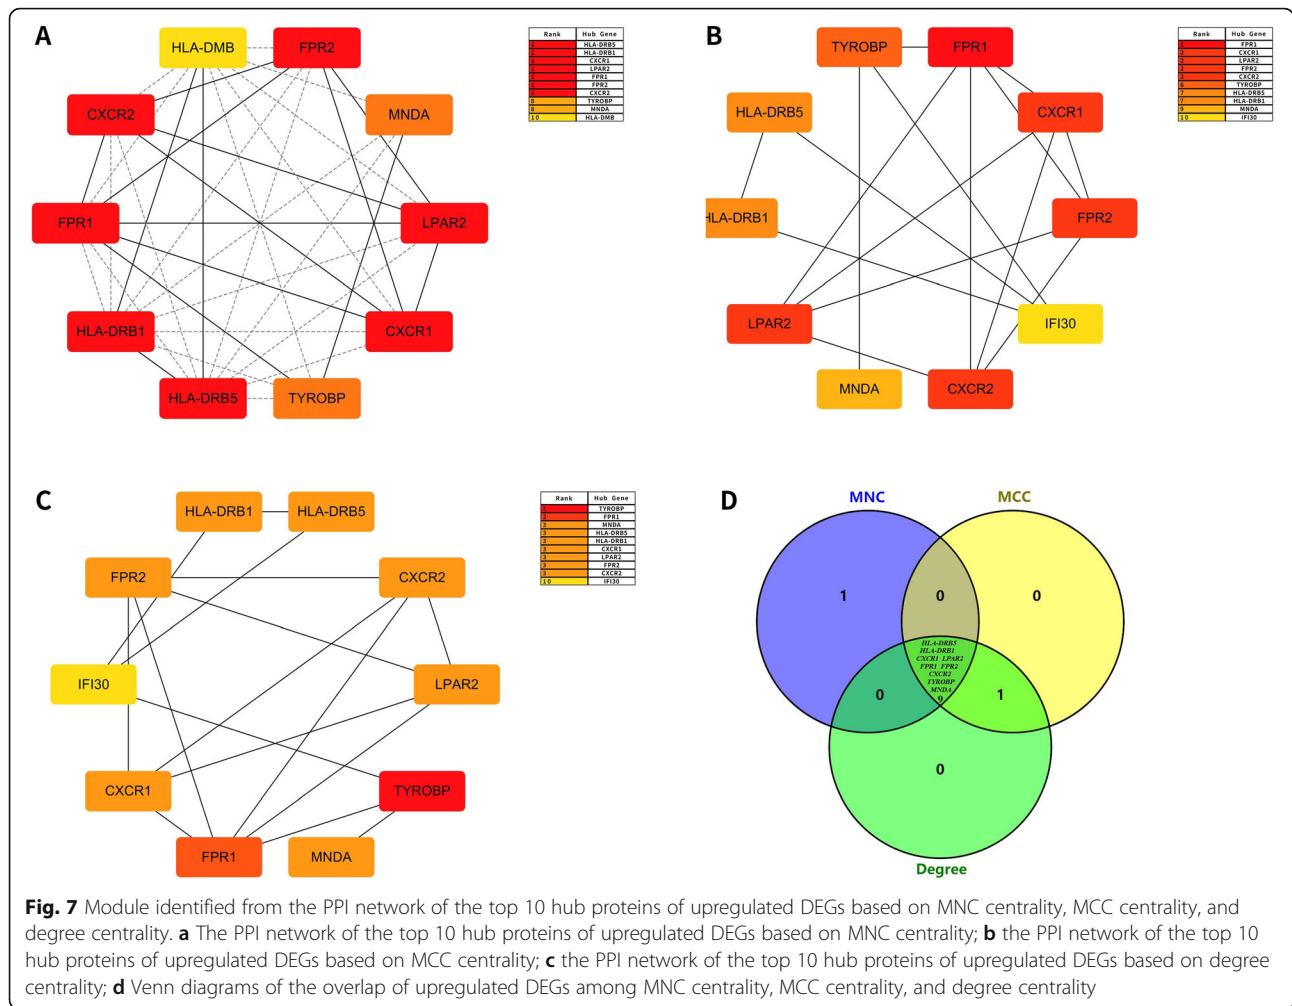 A
HLA-DMB
FPR2
CXCR2
MNDA
FPR1
LPAR2
HLA-DRB1
CXCR1
HLA-DRB5
TYROBP
Rank Hub Gene
1 HLA-DRB5
1 HLA-DRB1
1 CXCR1
1 LPAR2
1 FPR1
1 FPR2
1 CXCR2
8 TYROBP
8 MNDA
10 HLA-DMB
B
TYROBP
FPR1
HLA-DRB5
CXCR1
HLA-DRB1
FPR2
LPAR2
IFI30
MNDA
CXCR2
Rank Hub Gene
1 FPR1
2 CXCR1
2 LPAR2
2 FPR2
2 CXCR2
6 TYROBP
7 HLA-DRB5
7 HLA-DRB1
9 MNDA
10 IFI30
C
HLA-DRB1
HLA-DRB5
FPR2
CXCR2
IFI30
LPAR2
CXCR1
TYROBP
FPR1
MNDA
Rank Hub Gene
1 TYROBP
2 FPR1
3 MNDA
3 HLA-DRB5
3 HLA-DRB1
3 CXCR1
3 LPAR2
3 FPR2
3 CXCR2
10 IFI30
D
MNC
MCC
1
0
0
HLA-DRB5
HLA-DRB1
CXCR1 LPAR2
FPR1 FPR2
CXCR2
TYROBP
MNDA
9
0
1
0
Degree
Fig. 7 Module identified from the PPI network of the top 10 hub proteins of upregulated DEGs based on MNC centrality, MCC centrality, and
degree centrality. a The PPI network of the top 10 hub proteins of upregulated DEGs based on MNC centrality; b the PPI network of the top 10
hub proteins of upregulated DEGs based on MCC centrality; c the PPI network of the top 10 hub proteins of upregulated DEGs based on degree
centrality; d Venn diagrams of the overlap of upregulated DEGs among MNC centrality, MCC centrality, and degree centrality